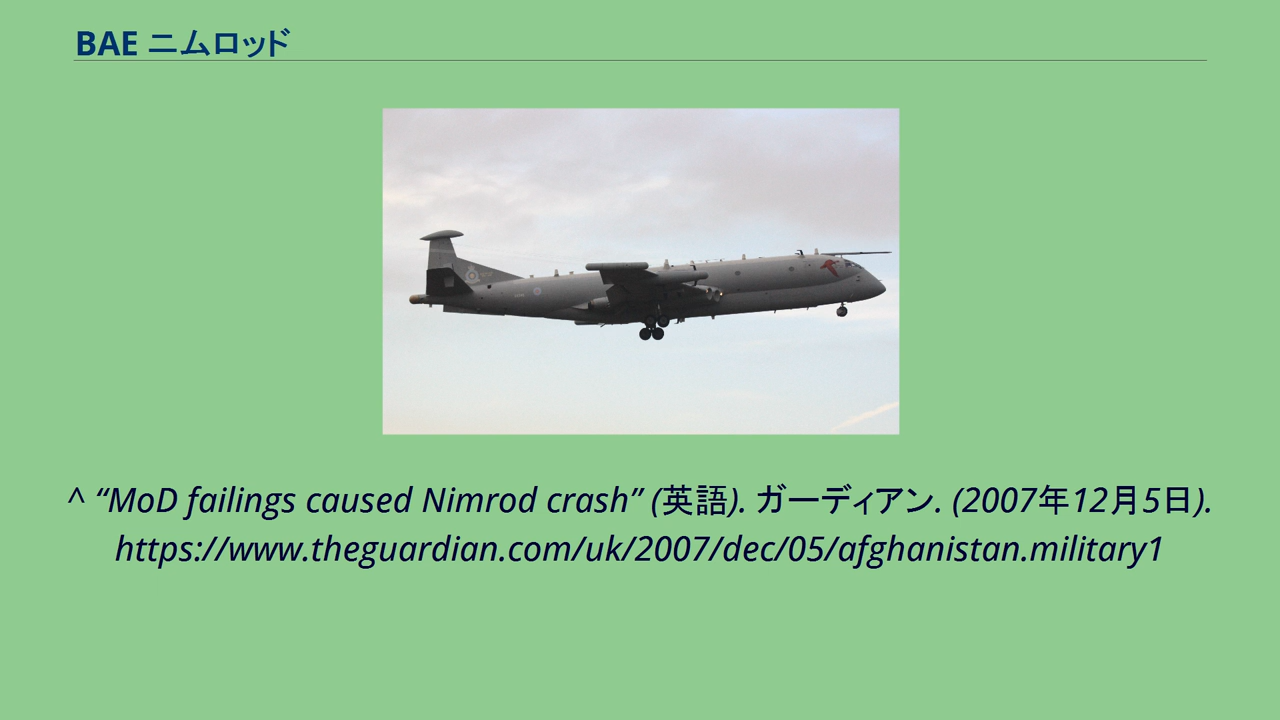 BAE ニムロッド
^ “MoD failings caused Nimrod crash” (英語). ガーディアン. (2007年12月5日).
https://www.theguardian.com/uk/2007/dec/05/afghanistan.military1